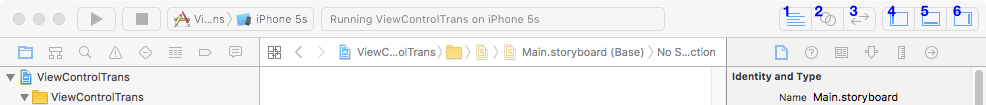 Vi...ns iPhone 5s Running ViewControlTrans on iPhone 5s 1 2 3 4 5 6
ViewC...olTrans Main.storyboard (Base) No S...ction
ViewControlTrans
Identity and Type
ViewControlTrans
Name Main.storyboard